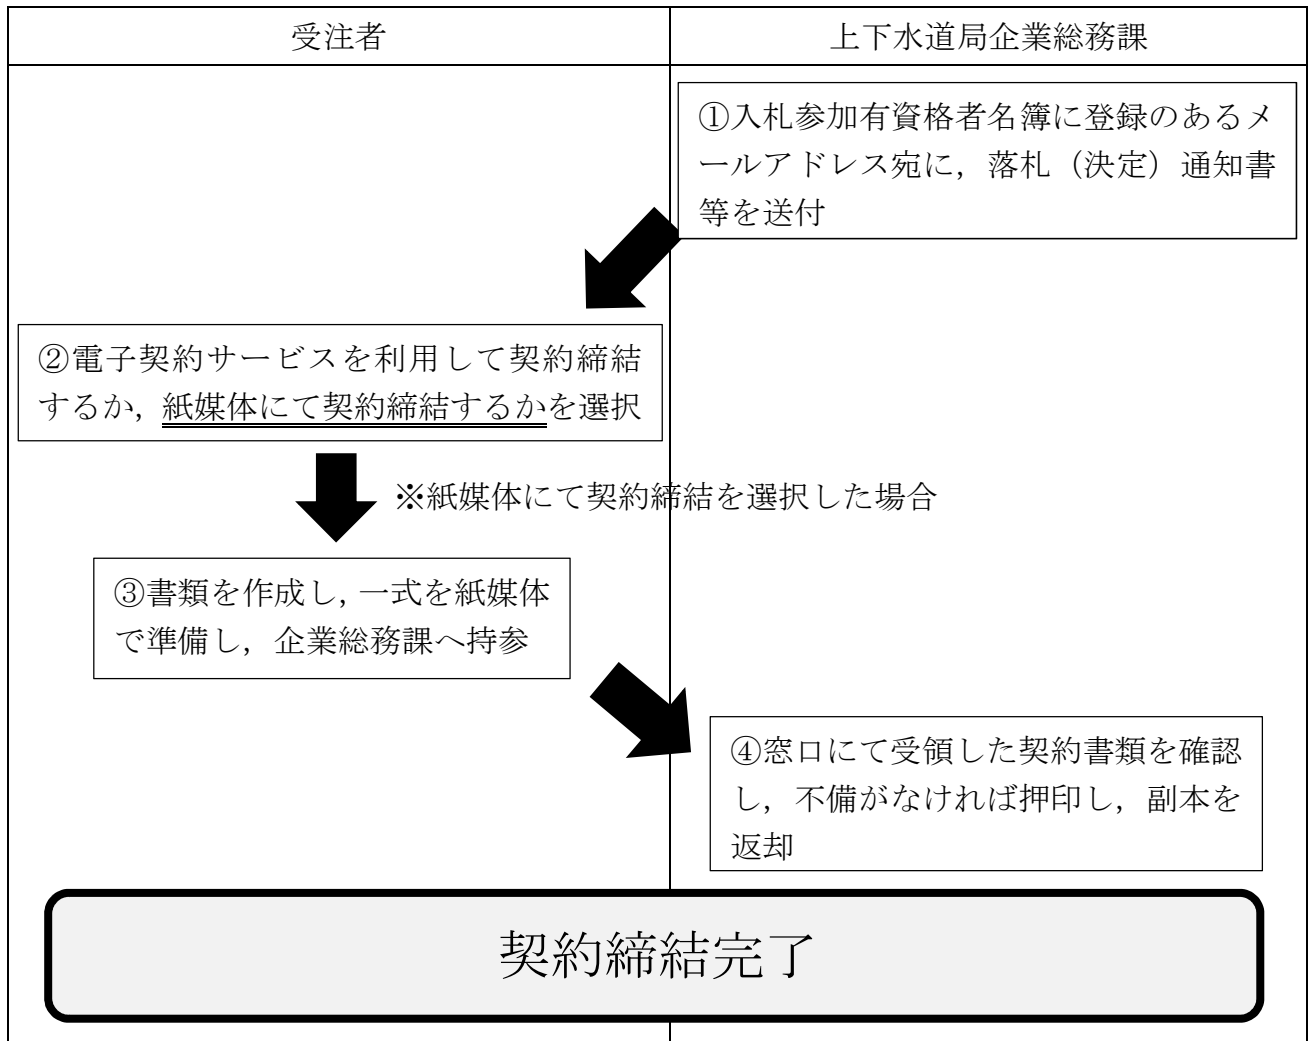 受注者
上下水道局企業総務課
①入札参加有資格者名簿に登録のあるメ
ールアドレス宛に，落札（決定）通知書
等を送付
②電子契約サービスを利用して契約締結
するか，紙媒体にて契約締結するかを選択
※紙媒体にて契約締結を選択した場合
③書類を作成し，一式を紙媒体
で準備し，企業総務課へ持参
④窓口にて受領した契約書類を確認
し，不備がなければ押印し，副本を
返却
契約締結完了